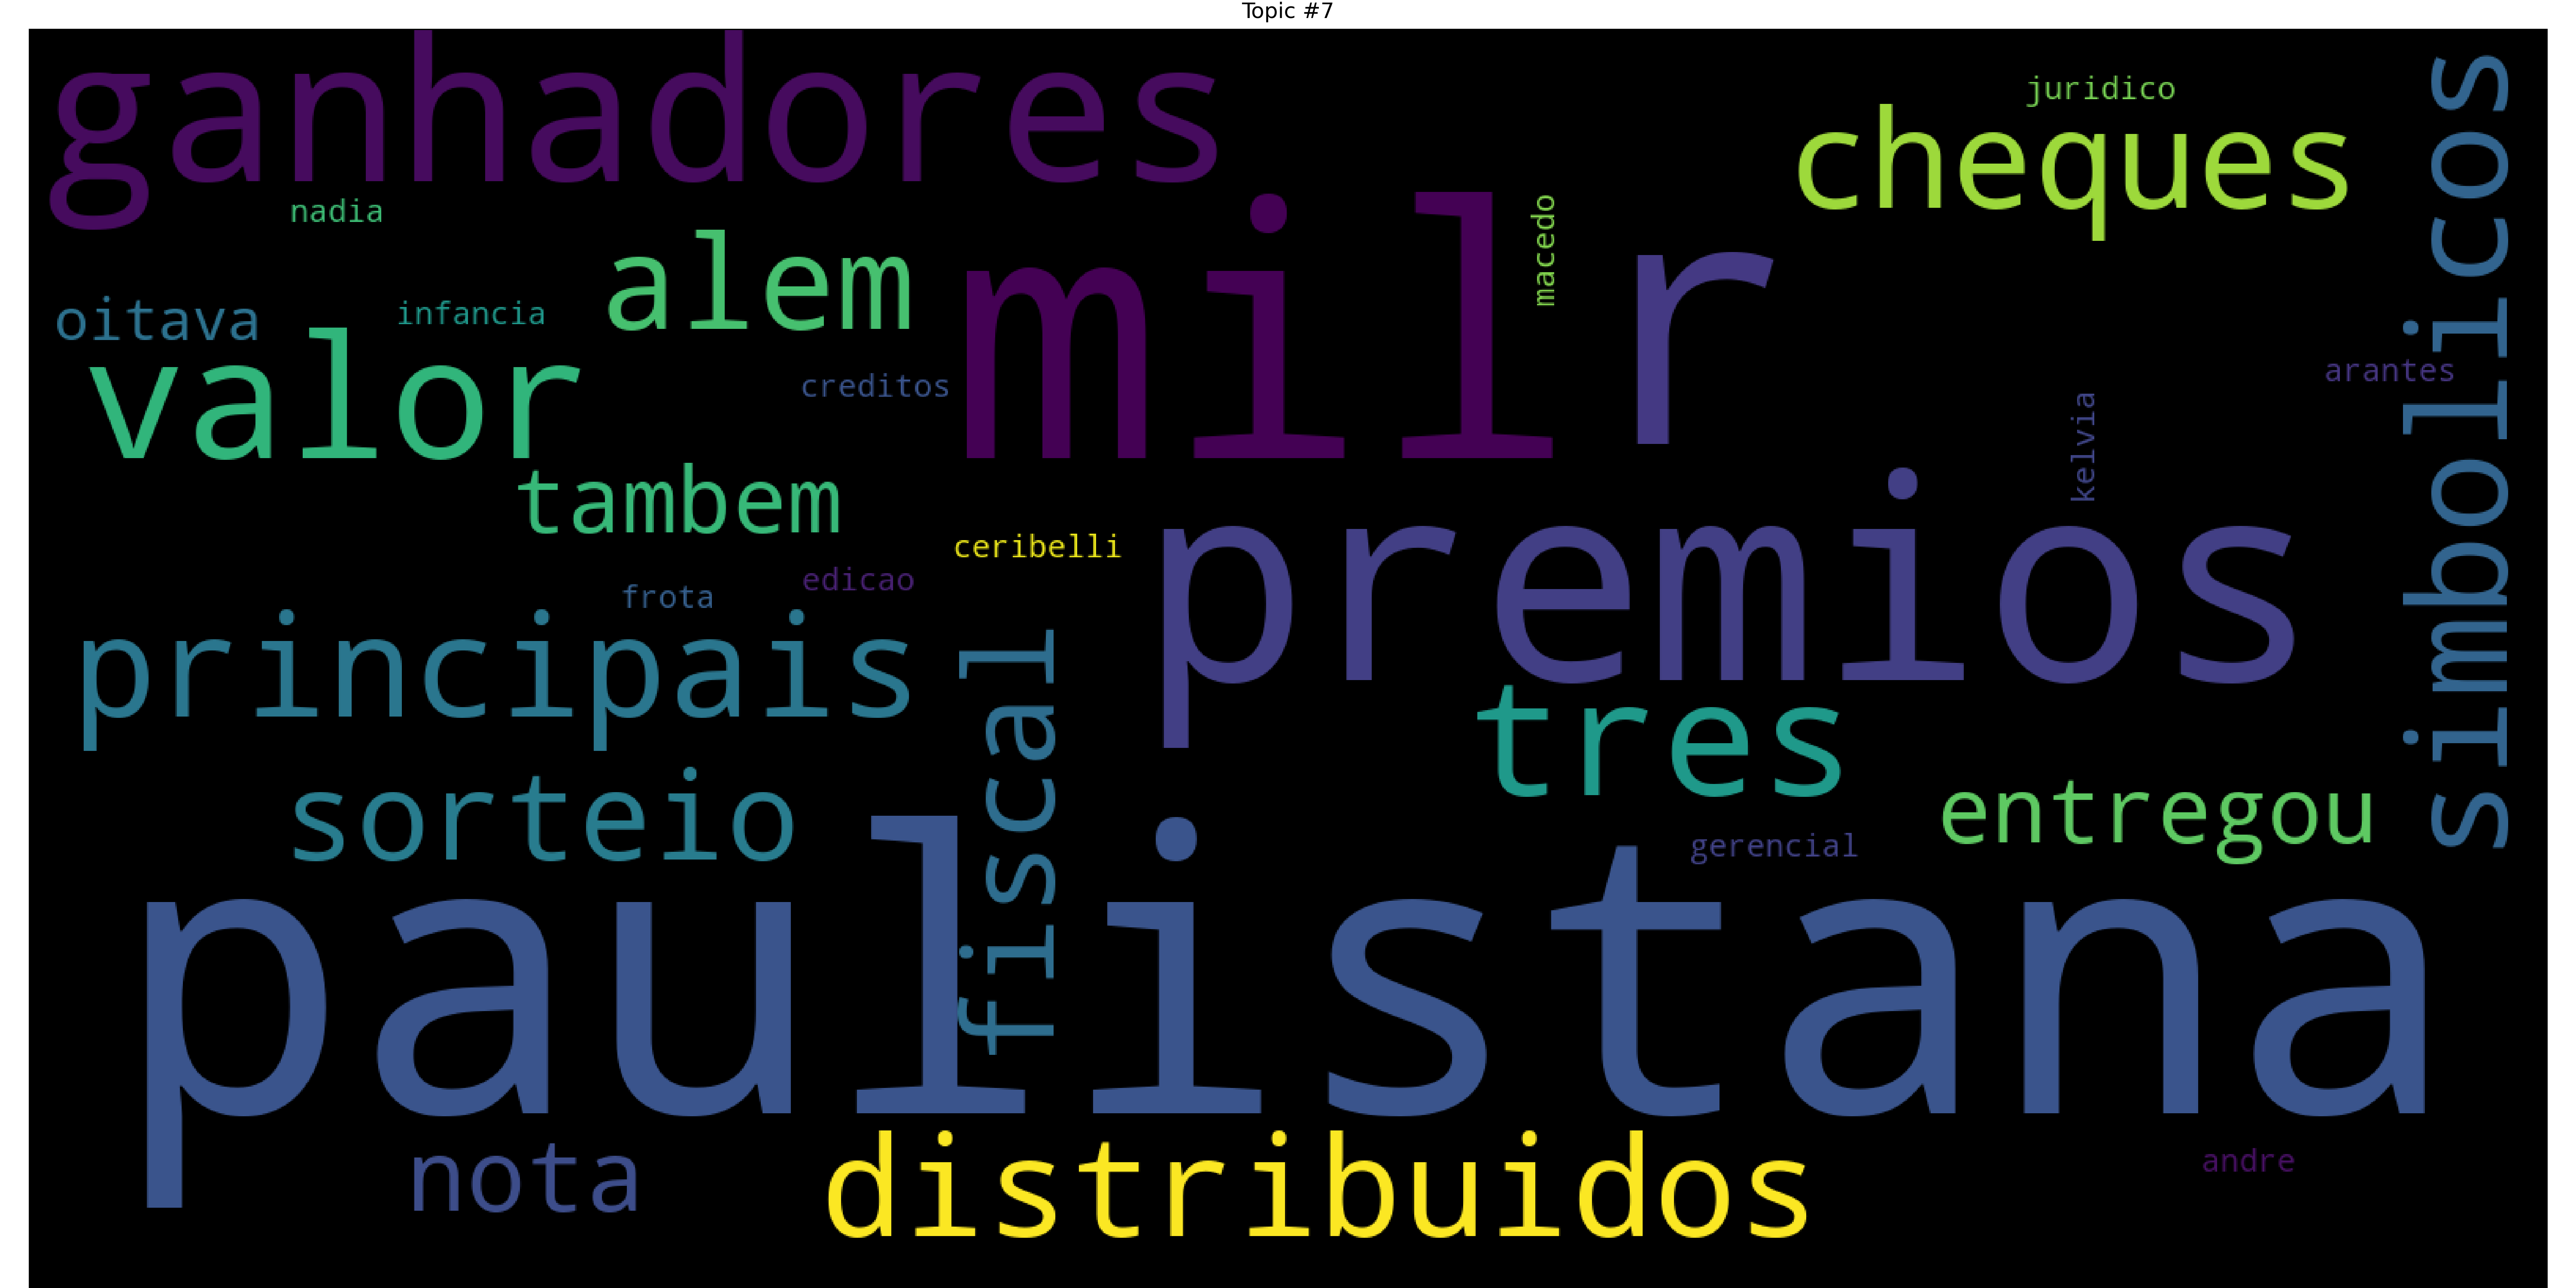 Topic #7
ganhadores
juridico
cheques
simbolicos
nadia
macedo
mil
r
alem
oitava
infancia
valor
creditos
arantes
kelvia
tambem
premios
ceribelli
edicao
frota
principais
fiscal
tres
sorteio
entregou
gerencial
paulistana
nota
distribuidos
andre